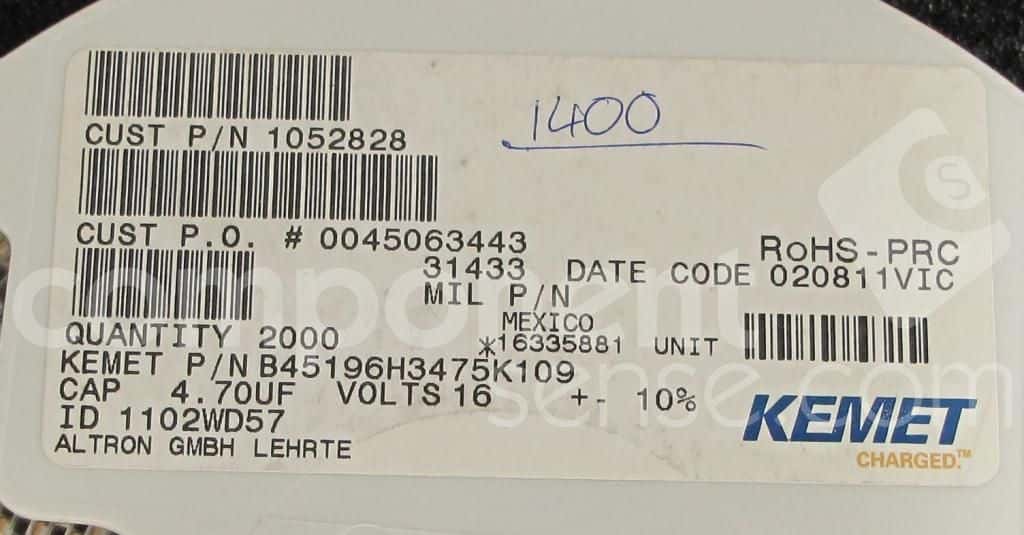 1400
CUST P/N 1052828
CUST P.O. # 0045063443
RoHS-PRC
31433 DATE CODE 020811VIC
MIL P/N
QUANTITY 2000
MEXICO
*16335881 UNIT
KEMET P/N B45196H3475K109
CAP 4.70UF VOLTS 16 +- 10%
ID 1102WD57
ALTRON GMBH LEHRTE
KEMET
CHARGED.™
component
sense.com
CS